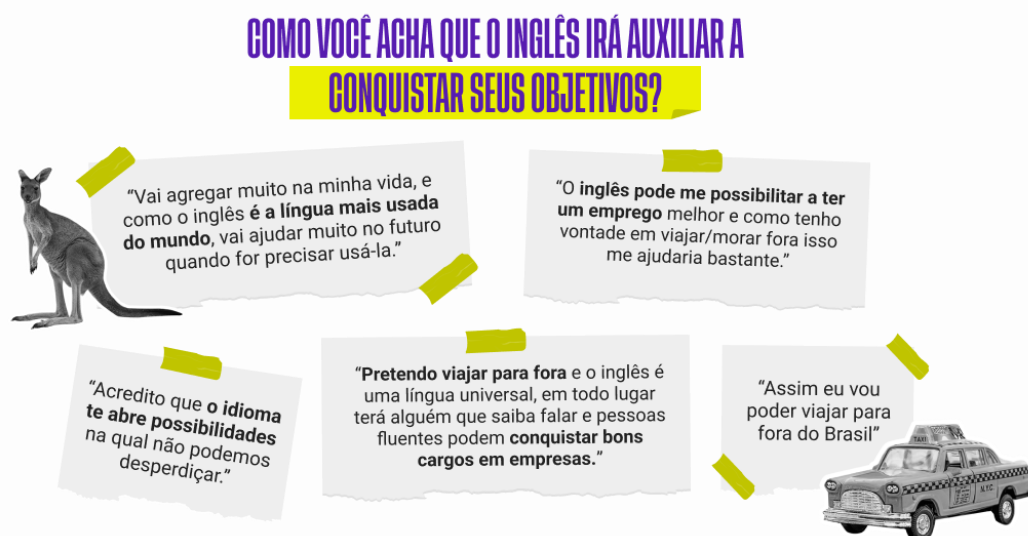 COMO VOCÊ ACHA QUE O INGLÊS IRÁ AUXILIAR A
CONQUISTAR SEUS OBJETIVOS?
“Vai agregar muito na minha vida, e
como o inglês é a língua mais usada
do mundo, vai ajudar muito no futuro
quando for precisar usá-la.”
“O inglês pode me possibilitar a ter
um emprego melhor e como tenho
vontade em viajar/morar fora isso
me ajudaria bastante.”
“Acredito que o idioma
te abre possibilidades
na qual não podemos
desperdiçar.”
“Pretendo viajar para fora e o inglês é
uma língua universal, em todo lugar
terá alguém que saiba falar e pessoas
fluentes podem conquistar bons
cargos em empresas.”
“Assim eu vou
poder viajar para
fora do Brasil”
TAXI
N.Y.C